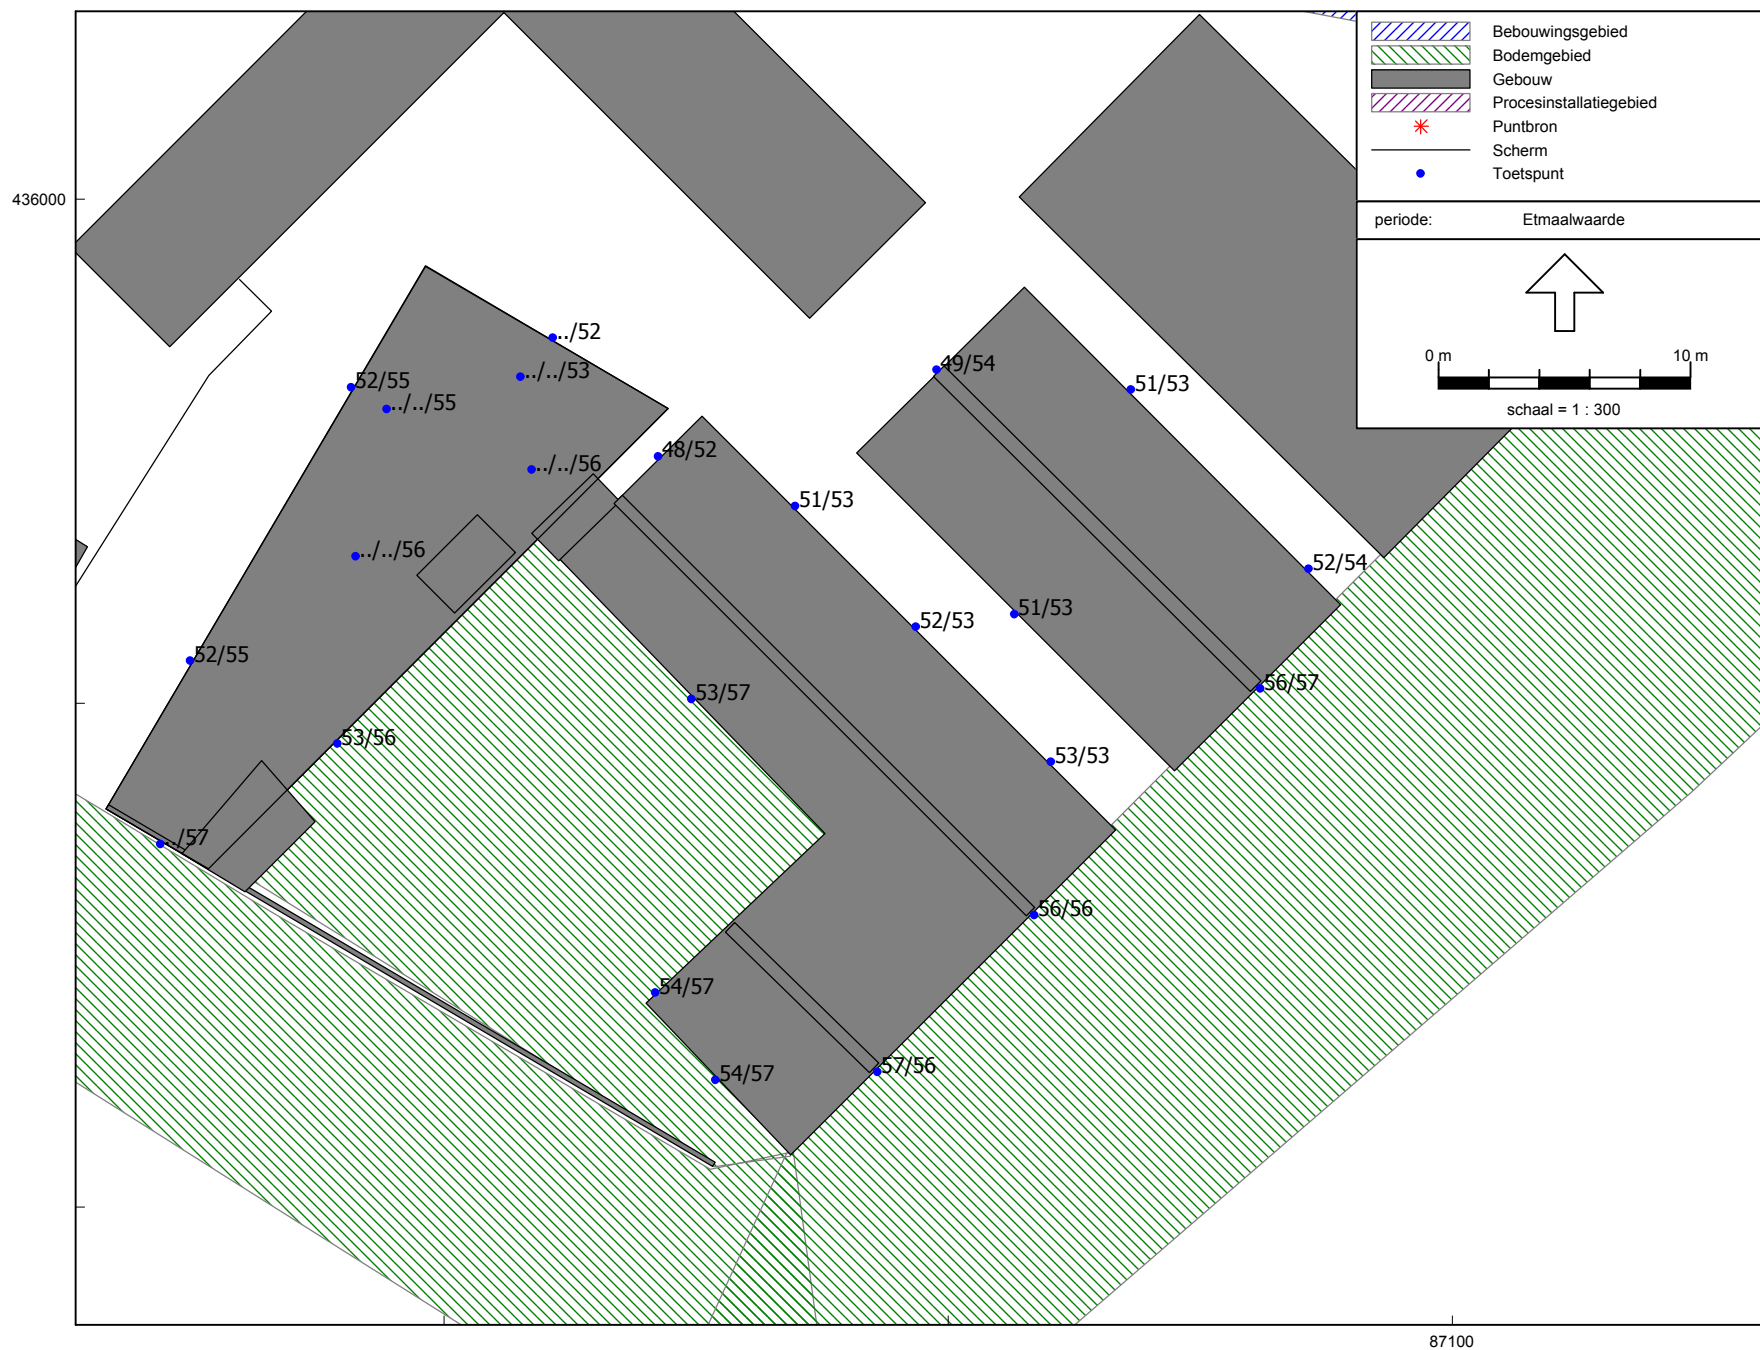 Bebouwingsgebied
Bodemgebied
Gebouw
Procesinstallatiegebied
Puntbron
Scherm
Toetspunt
436000
periode: Etmaalwaarde
../52
0 m 10 m
49/54
../../53
52/55
51/53
../../55
schaal = 1 : 300
48/52
../../56
51/53
../../56
52/54
51/53
52/53
52/55
56/57
53/57
53/56
53/53
../57
56/56
54/57
57/56
54/57
87100